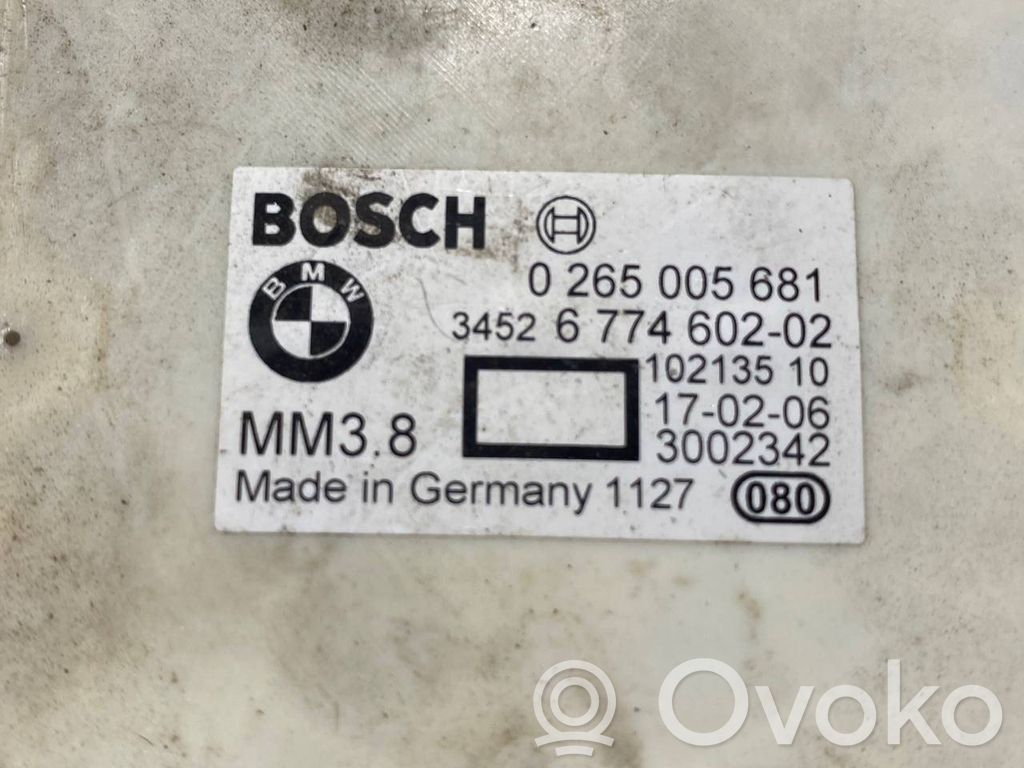 BOSCH
0 265 005 681
BMW
3452 6 774 602-02
102135 10
17-02-06
MM3.8
3002342
Made in Germany 1127 080
Ovoko